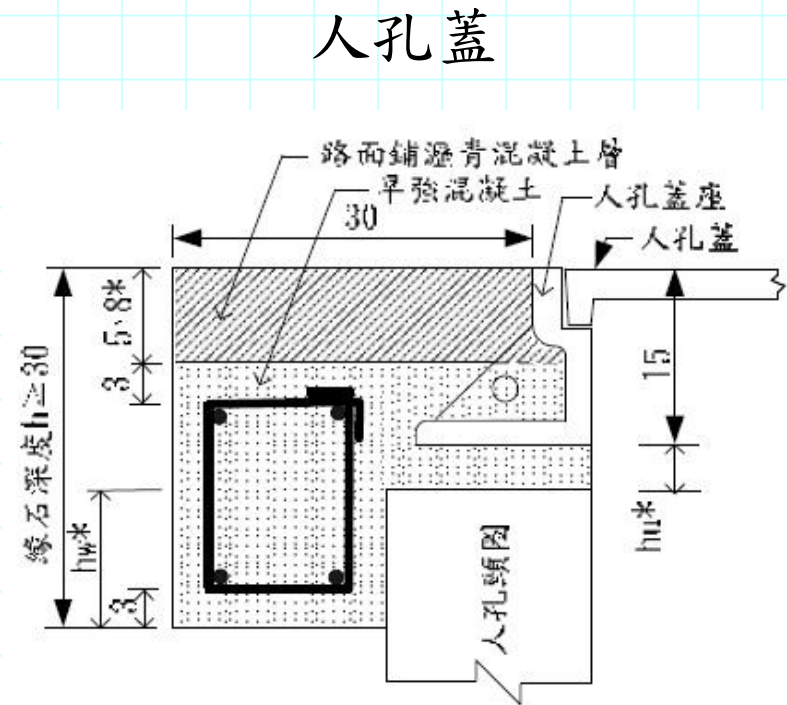 人孔蓋
路面鋪瀝青混凝土層
早強混凝土
30
人孔蓋座
人孔蓋
5~8*
3
緣石深度h≥30
hw*
3
15
hu*
人孔頸圈